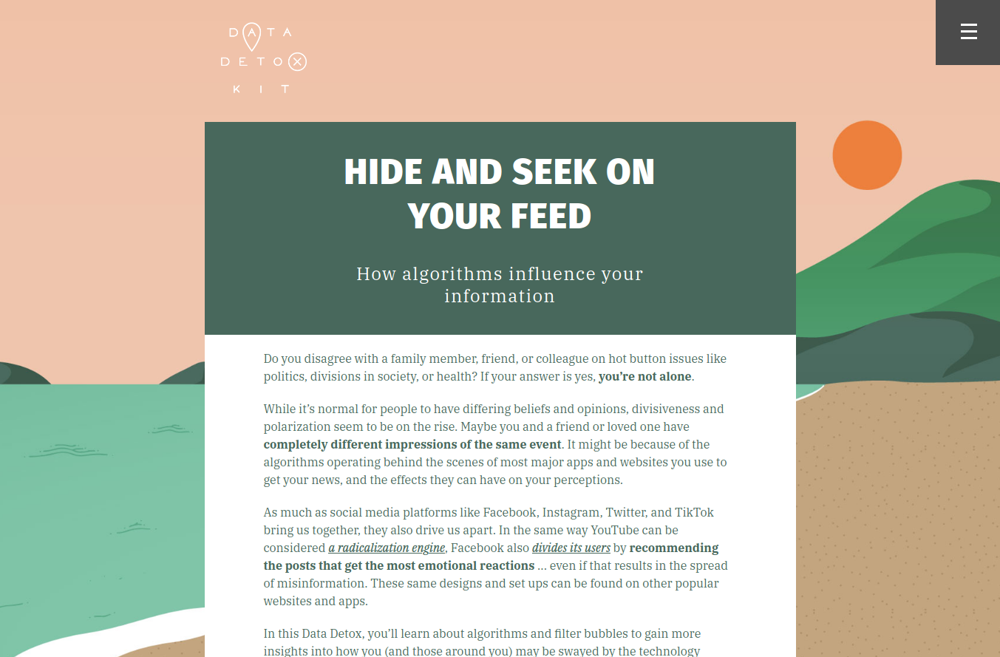 DATA
DETOX
KIT
HIDE AND SEEK ON
YOUR FEED
How algorithms influence your
information
Do you disagree with a family member, friend, or colleague on hot button issues like
politics, divisions in society, or health? If your answer is yes, you’re not alone.
While it’s normal for people to have differing beliefs and opinions, divisiveness and
polarization seem to be on the rise. Maybe you and a friend or loved one have
completely different impressions of the same event. It might be because of the
algorithms operating behind the scenes of most major apps and websites you use to
get your news, and the effects they can have on your perceptions.
As much as social media platforms like Facebook, Instagram, Twitter, and TikTok
bring us together, they also drive us apart. In the same way YouTube can be
considered a radicalization engine, Facebook also divides its users by recommending
the posts that get the most emotional reactions ... even if that results in the spread
of misinformation. These same designs and set ups can be found on other popular
websites and apps.
In this Data Detox, you’ll learn about algorithms and filter bubbles to gain more
insights into how you (and those around you) may be swayed by the technology